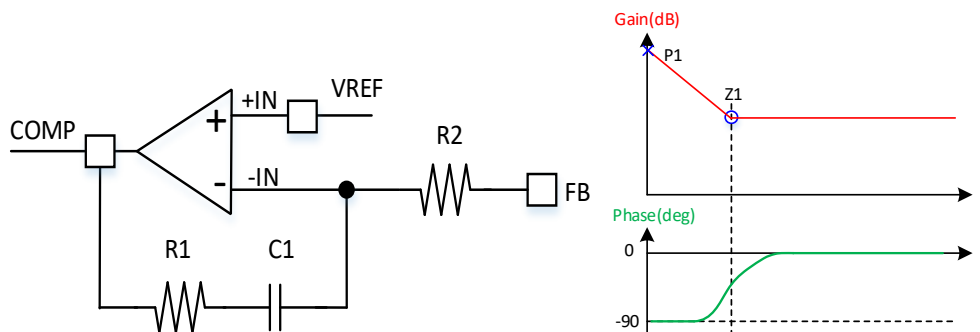 COMP
+
-
+IN
-IN
VREF
R2
FB
R1
C1
Gain(dB)
P1
Z1
Phase(deg)
0
-90